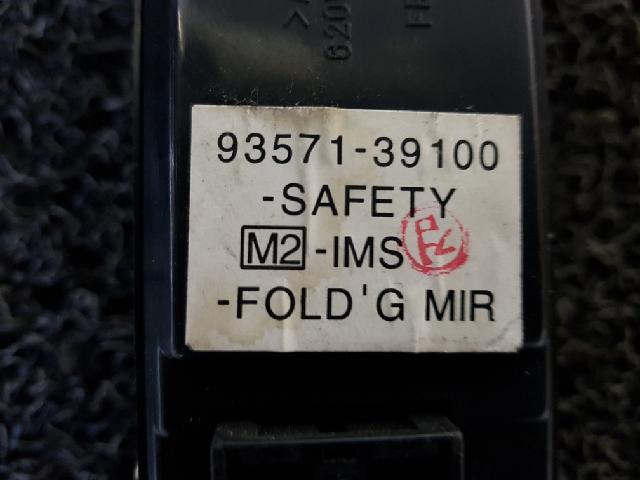 93571-39100
-SAFETY
M2 -IMS
-FOLD'G MIR